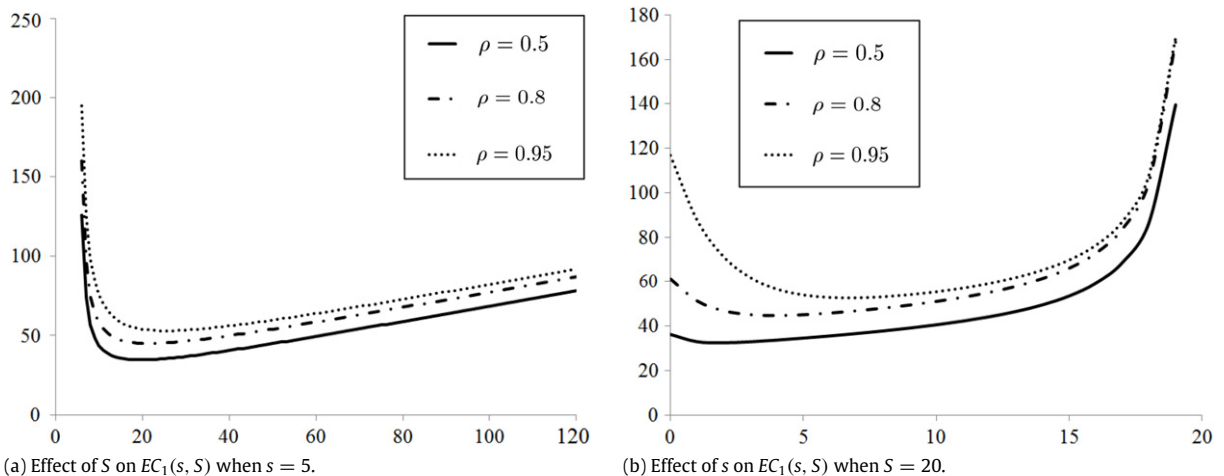 250
200
150
100
50
0
0 20 40 60 80 100 120
ρ = 0.5
ρ = 0.8
ρ = 0.95
(a) Effect of S on EC₁(s, S) when s = 5.
180
160
140
120
100
80
60
40
20
0
0 5 10 15 20
ρ = 0.5
ρ = 0.8
ρ = 0.95
(b) Effect of s on EC₁(s, S) when S = 20.